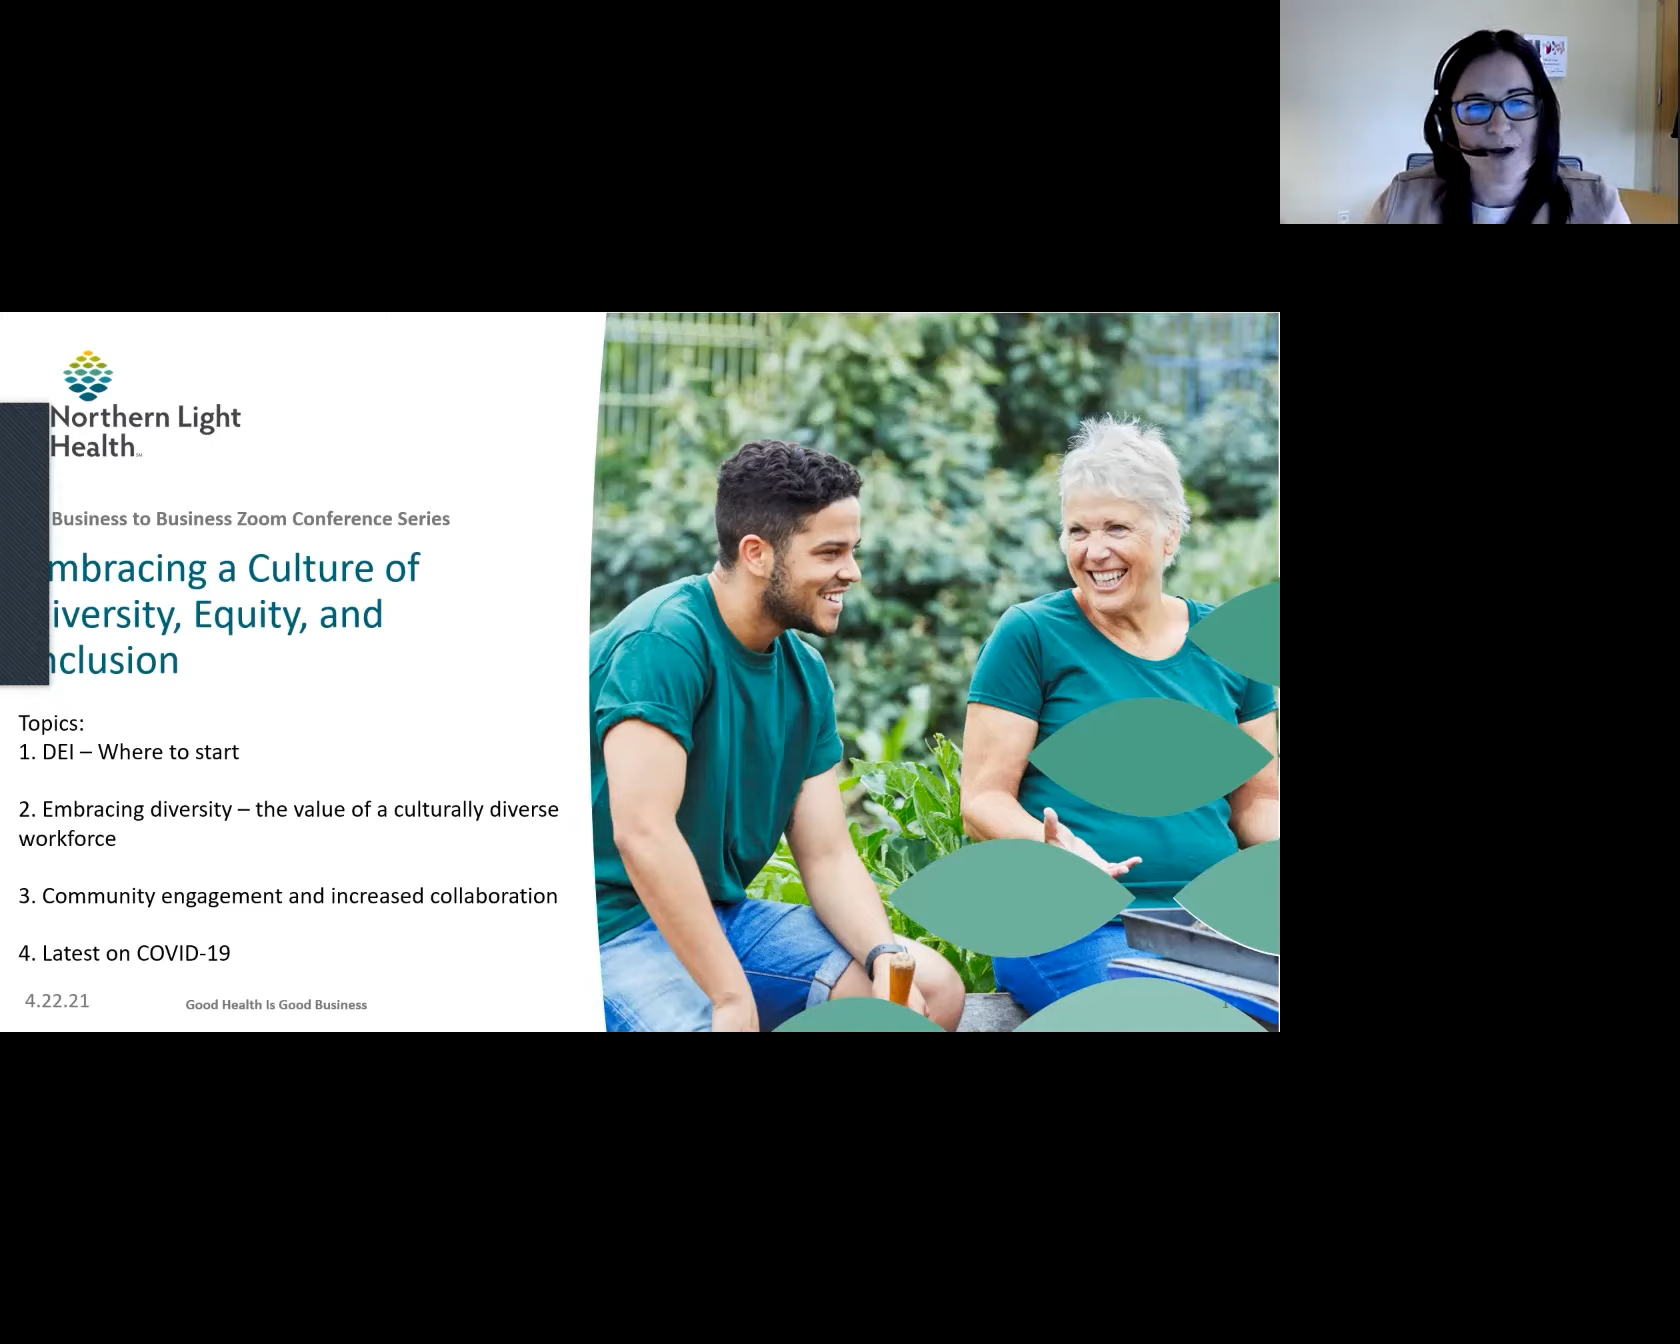 Northern Light
Health
Business to Business Zoom Conference Series
mbracing a Culture of
iversity, Equity, and
nclusion
Topics:
1. DEI – Where to start
2. Embracing diversity – the value of a culturally diverse
workforce
3. Community engagement and increased collaboration
4. Latest on COVID-19
4.22.21
Good Health Is Good Business